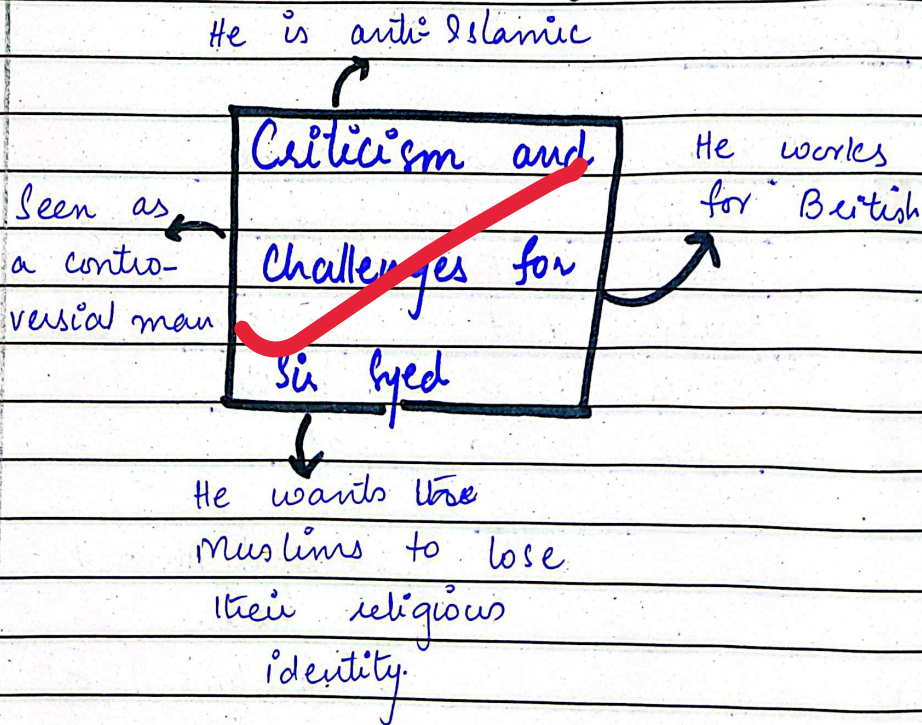 He is anti-Islamic
Criticism and
Challenges for
Sir Syed
He works
for British
Seen as
a contro-
versial man
He wants
Muslims to lose
their religious
identity.